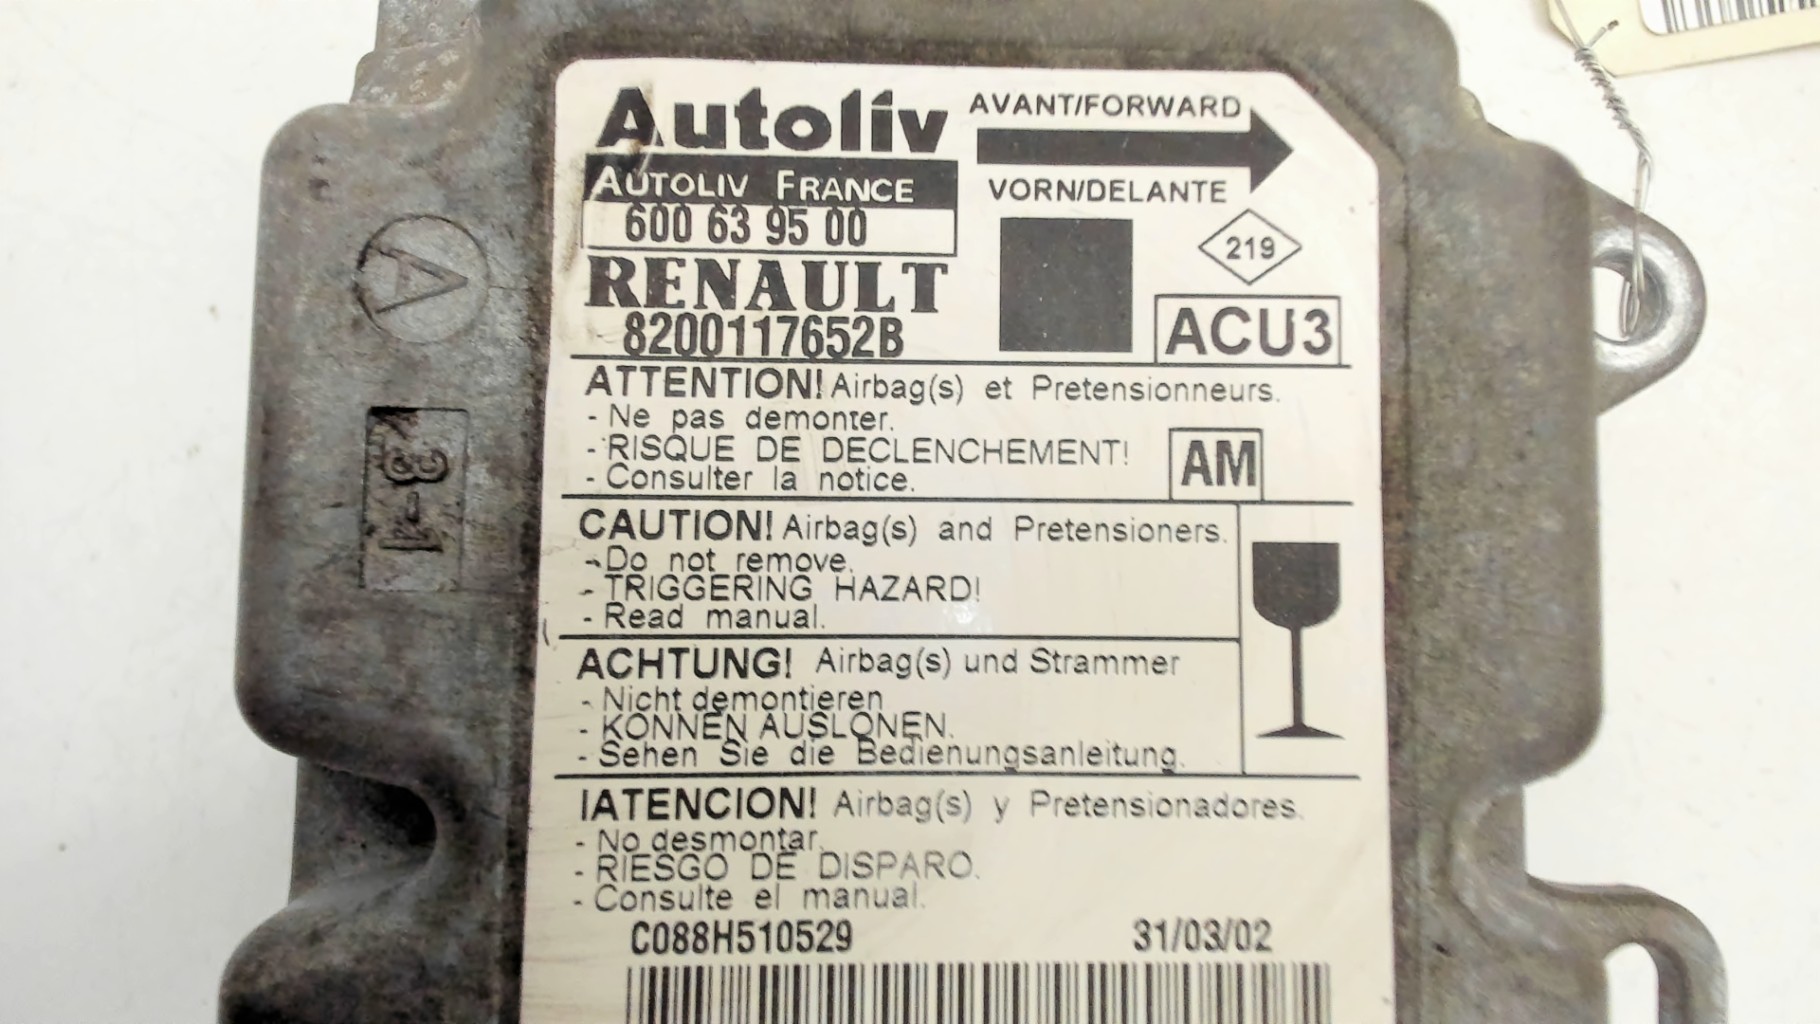 Autoliv
AVANT/FORWARD
AUTOLIV FRANCE
VORN/DELANTE
600 63 95 00
219
RENAULT
8200117652B
ACU3
ATTENTION! Airbag(s) et Pretensionneurs.
- Ne pas demonter.
- RISQUE DE DECLENCHEMENT!
- Consulter la notice.
AM
CAUTION! Airbag(s) and Pretensioners.
- Do not remove.
- TRIGGERING HAZARD!
- Read manual.
ACHTUNG! Airbag(s) und Strammer
- Nicht demontieren
- KONNEN AUSLONEN.
- Sehen Sie die Bedienungsanleitung.
IATENCION! Airbag(s) y Pretensionadores.
- No desmontar.
- RIESGO DE DISPARO.
- Consulte el manual.
C088H510529
31/03/02
A